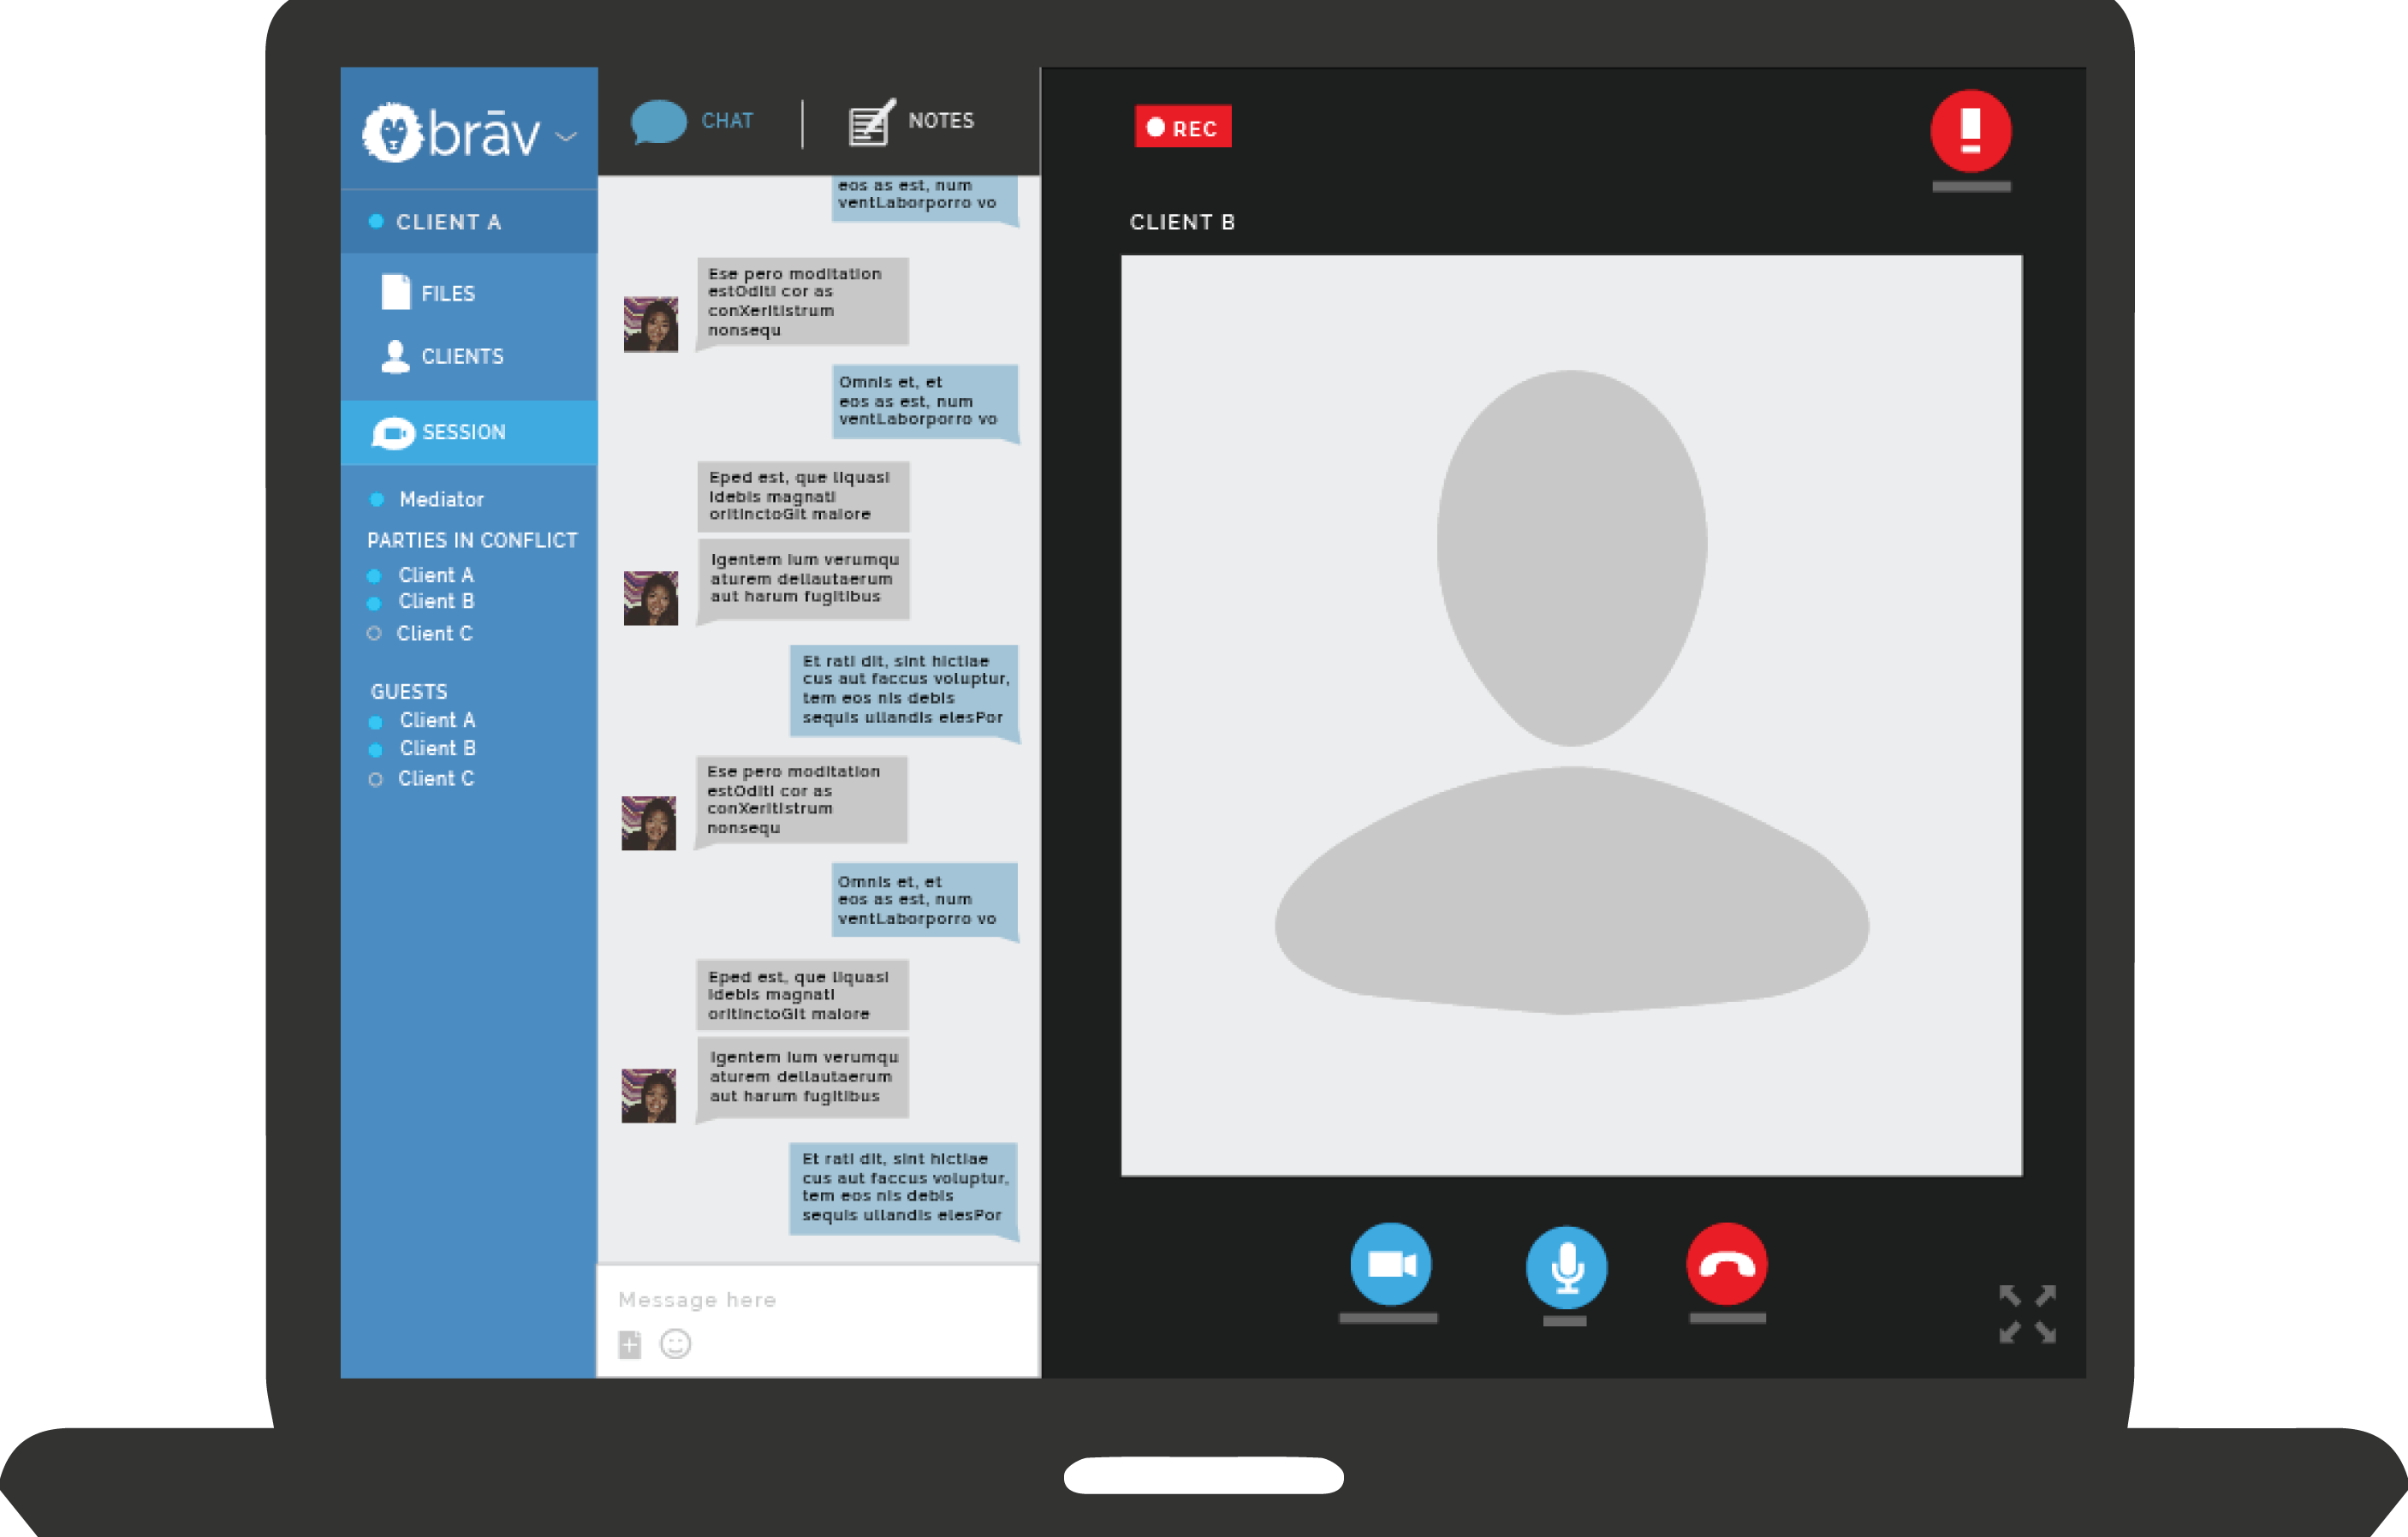 brāv
CLIENT A
FILES
CLIENTS
SESSION
Mediator
PARTIES IN CONFLICT
Client A
Client B
Client C
GUESTS
Client A
Client B
Client C
CHAT
NOTES
eos as est, num
ventLaborporro vo
Ese pero moditation
estOditi cor as
conXeritistrum
nonsequ
Omnis et, et
eos as est, num
ventLaborporro vo
Eped est, que liquasi
idebis magnati
oritinctoGit maiore
Igentem ium verumqu
aturem dellautaerum
aut harum fugitibus
Et rati dit, sint hictiae
cus aut faccus voluptur,
tem eos nis debis
sequis ullandis elesPor
Ese pero moditation
estOditi cor as
conXeritistrum
nonsequ
Omnis et, et
eos as est, num
ventLaborporro vo
Eped est, que liquasi
idebis magnati
oritinctoGit maiore
Igentem ium verumqu
aturem dellautaerum
aut harum fugitibus
Et rati dit, sint hictiae
cus aut faccus voluptur,
tem eos nis debis
sequis ullandis elesPor
Message here
REC
CLIENT B